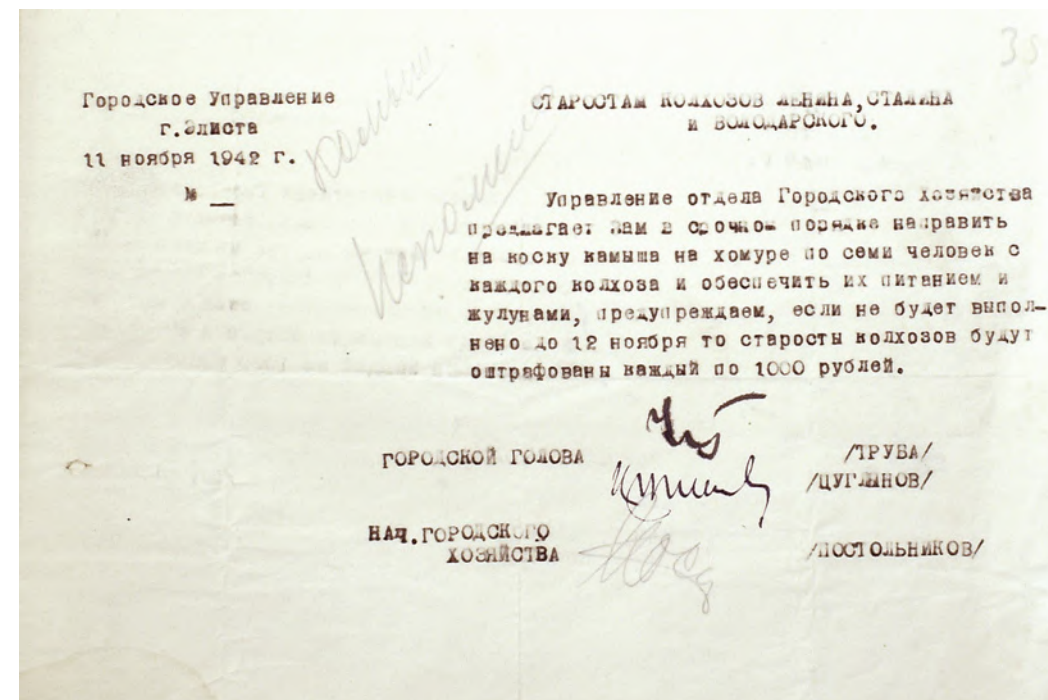 35
Городское Управление
г.Элиста
11 ноября 1942 г.
№ __
камыш
Исполнить
СТАРОСТАМ КОЛХОЗОВ ЛЕНИНА, СТАЛИНА
И ВОЛОДАРСКОГО.
Управление отдела Городского Хозяйства
предлагает Вам в срочном порядке направить
на коску камыша на хомуре по семи человек с
каждого колхоза и обеспечить их питанием и
жулунами, предупреждаем, если не будет выпол-
нено до 12 ноября то старосты колхозов будут
оштрафованы каждый по 1000 рублей.
ГОРОДСКОЙ ГОЛОВА /ТРУБА/
/ЦУГЛИНОВ/
НАЧ.ГОРОДСКОГО
ХОЗЯЙСТВА /ПОСТОЛЬНИКОВ/